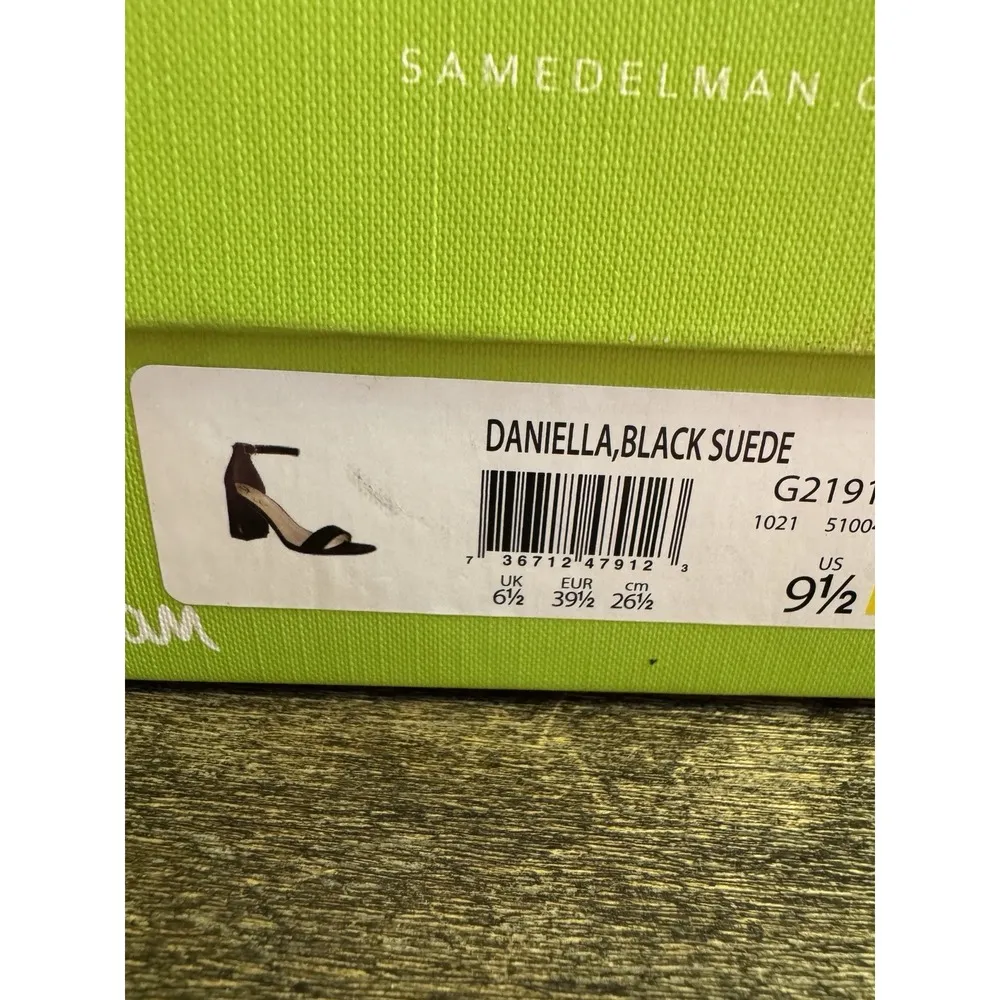 SAMEDELMAN.
DANIELLA,BLACK SUEDE
G2191
1021 5100
7 36712 47912 3
UK EUR cm
6½ 39½ 26½
US
9½